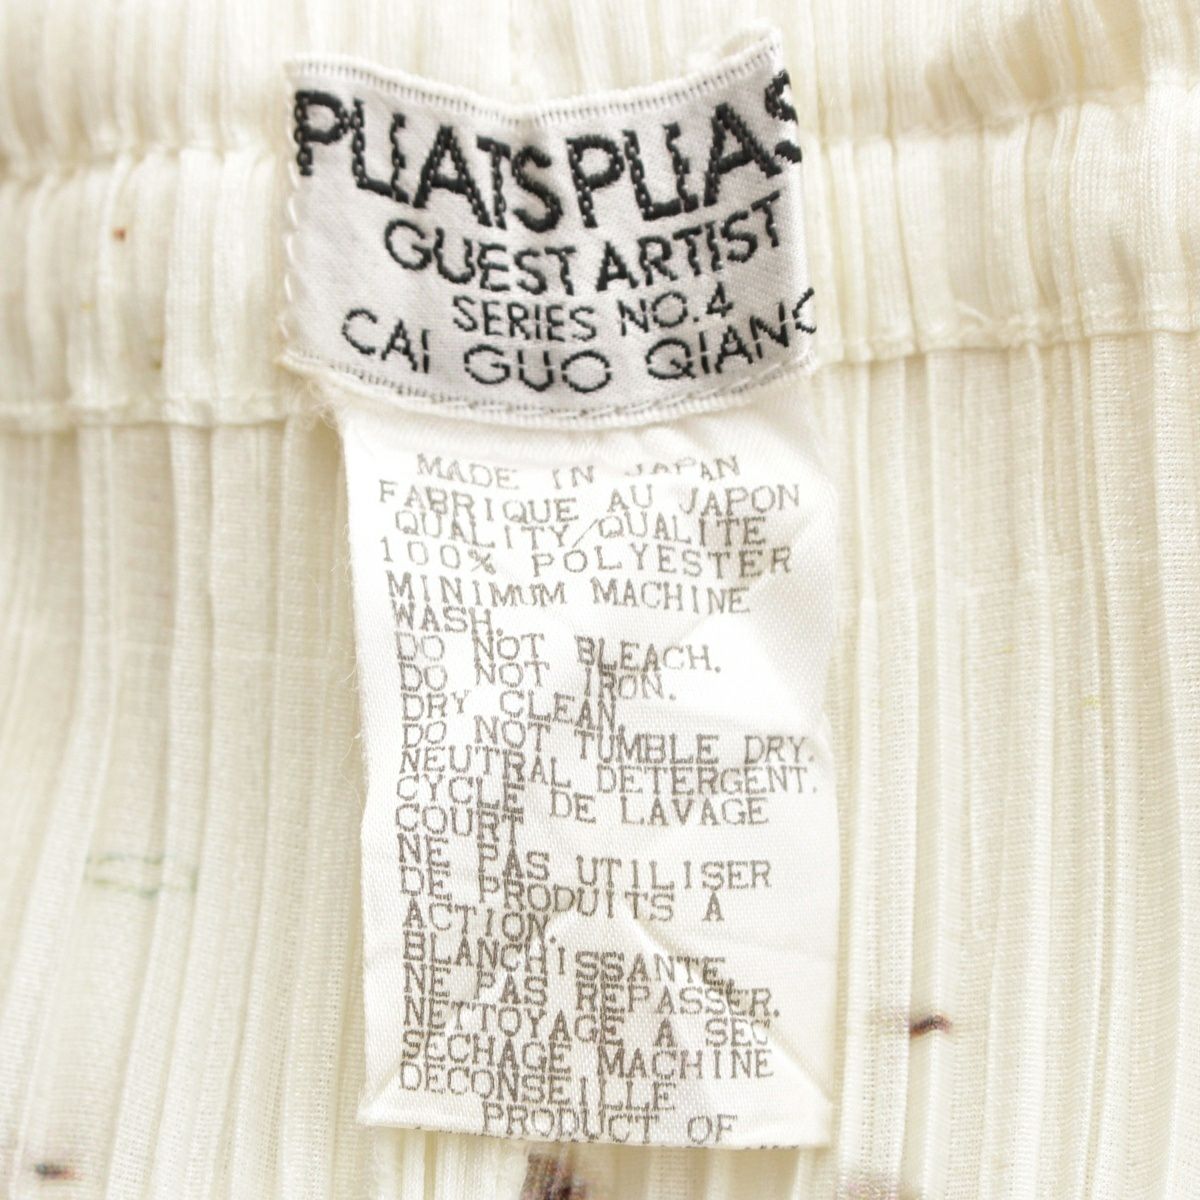 PLEATS PLEAS
GUEST ARTIST
SERIES NO.4
CAI GUO QIANG
MADE IN JAPAN
FABRIQUE AU JAPON
QUALITY/QUALITE
100% POLYESTER
MINIMUM MACHINE
WASH.
DO NOT BLEACH.
DO NOT IRON.
DRY CLEAN.
DO NOT TUMBLE DRY.
NEUTRAL DETERGENT.
CYCLE DE LAVAGE
COURT
NE PAS UTILISER
DE PRODUITS A
ACTION.
BLANCHISSANTE.
NE PAS REPASSER.
NETTOYAGE A SEC
SECHAGE MACHINE
DECONSEILLE
PRODUCT OF